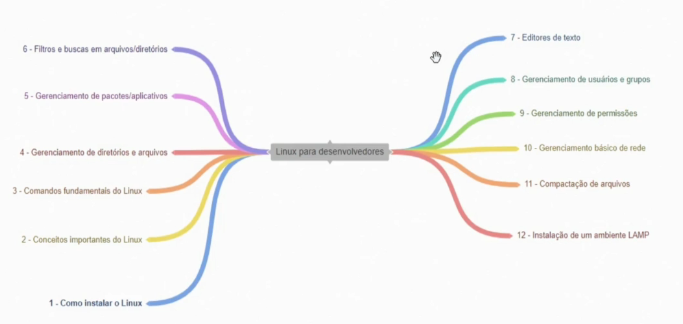 6 - Filtros e buscas em arquivos/diretórios
5 - Gerenciamento de pacotes/aplicativos
4 - Gerenciamento de diretórios e arquivos
3 - Comandos fundamentais do Linux
2 - Conceitos importantes do Linux
1 - Como instalar o Linux
Linux para desenvolvedores
7 - Editores de texto
8 - Gerenciamento de usuários e grupos
9 - Gerenciamento de permissões
10 - Gerenciamento básico de rede
11 - Compactação de arquivos
12 - Instalação de um ambiente LAMP